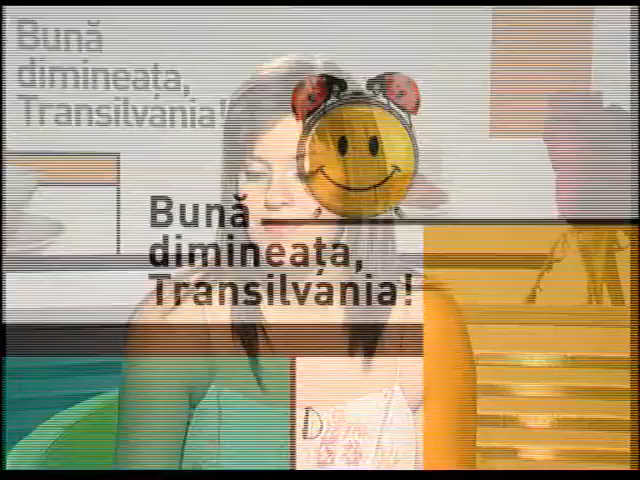 Bună
dimineața,
Transilvania!
Bună
dimineața,
Transilvania!
D